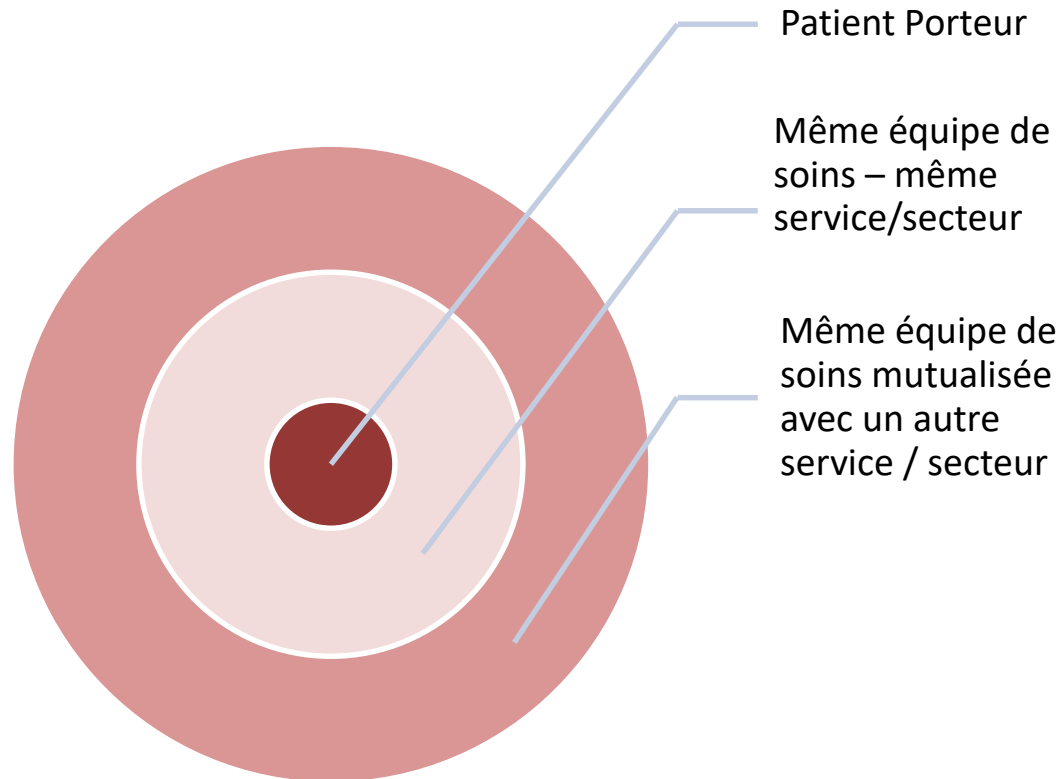 Patient Porteur
Même équipe de
soins – même
service/secteur
Même équipe de
soins mutualisée
avec un autre
service / secteur